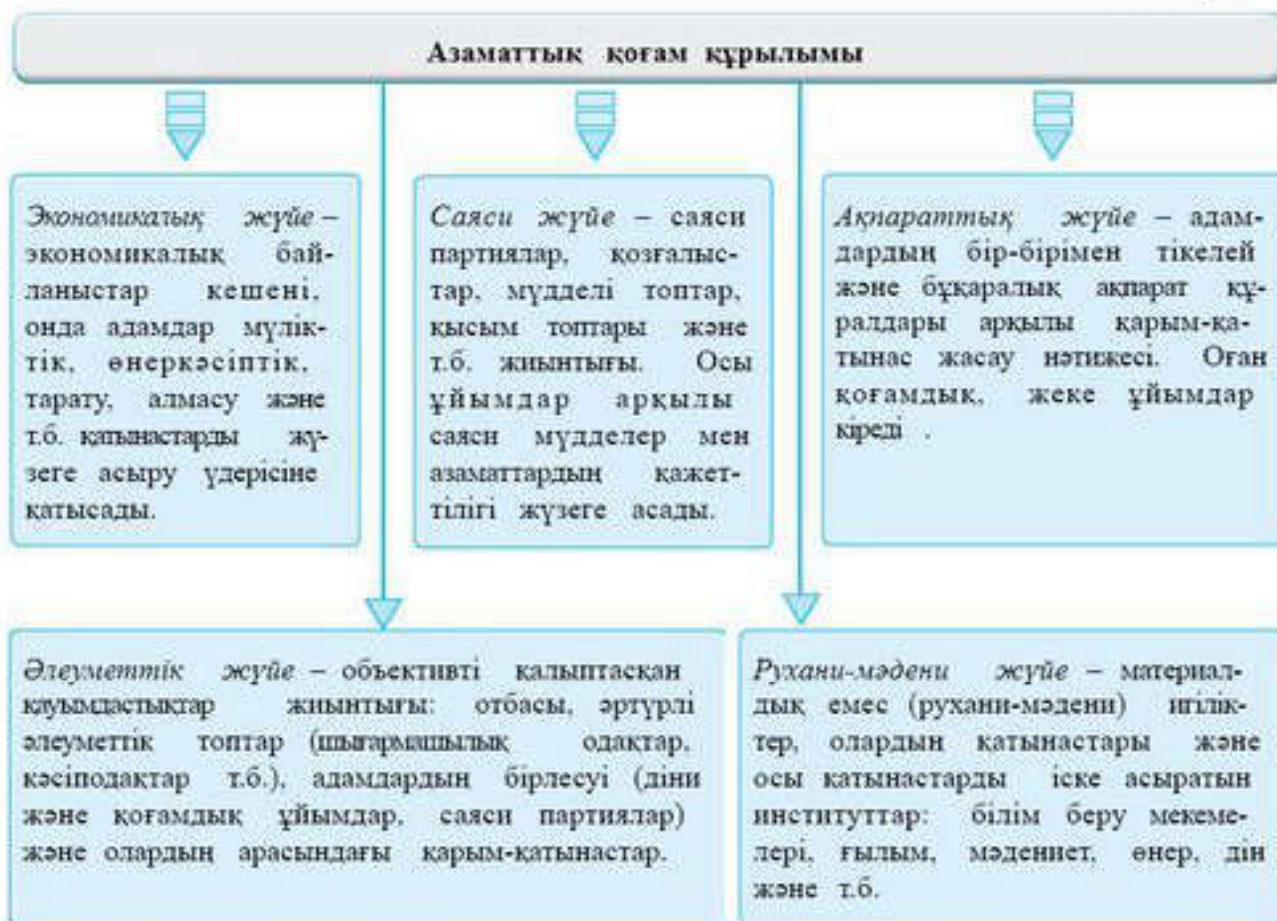 Азаматтық қоғам құрылымы
Экономикалық жүйе –
экономикалық бай-
ланыстар кешені,
онда адамдар мүлік-
тік, өнеркәсіптік,
тарату, алмасу және
т.б. қатынастарды жү-
зеге асыру үдерісіне
қатысады.
Саяси жүйе – саяси
партиялар, қозғалыс-
тар, мүдделі топтар,
қысым топтары және
т.б. жиынтығы. Осы
ұйымдар арқылы
саяси мүдделер мен
азаматтардың қажет-
тілігі жүзеге асады.
Ақпараттық жүйе – адам-
дардың бір-бірімен тікелей
және бұқаралық ақпарат құ-
ралдары арқылы қарым-қа-
тынас жасау нәтижесі. Оған
қоғамдық, жеке ұйымдар
кіреді .
Әлеуметтік жүйе – объективті қалыптасқан
қауымдастықтар жиынтығы: отбасы, әртүрлі
әлеуметтік топтар (шығармашылық одақтар,
кәсіподақтар т.б.), адамдардың бірлесуі (діни
және қоғамдық ұйымдар, саяси партиялар)
және олардың арасындағы қарым-қатынастар.
Рухани-мәдени жүйе – материал-
дық емес (рухани-мәдени) игілік-
тер, олардың қатынастары және
осы қатынастарды іске асыратын
институттар: білім беру мекеме-
лері, ғылым, мәдениет, өнер, дін
және т.б.